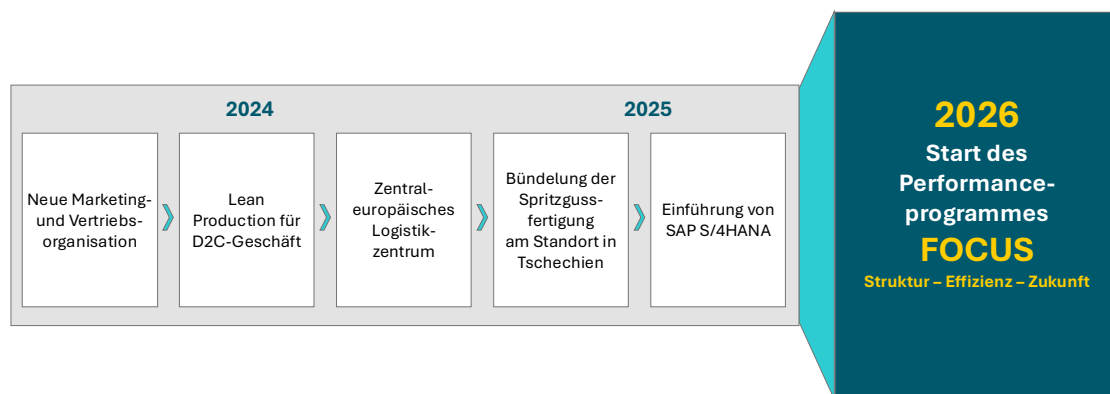 2024
2025
Neue Marketing-
und Vertriebs-
organisation
Lean
Production für
D2C-Geschäft
Zentral-
europäisches
Logistik-
zentrum
Bündelung der
Spritzguss-
fertigung
am Standort in
Tschechien
Einführung von
SAP S/4HANA
2026
Start des
Performance-
programmes
FOCUS
Struktur – Effizienz – Zukunft